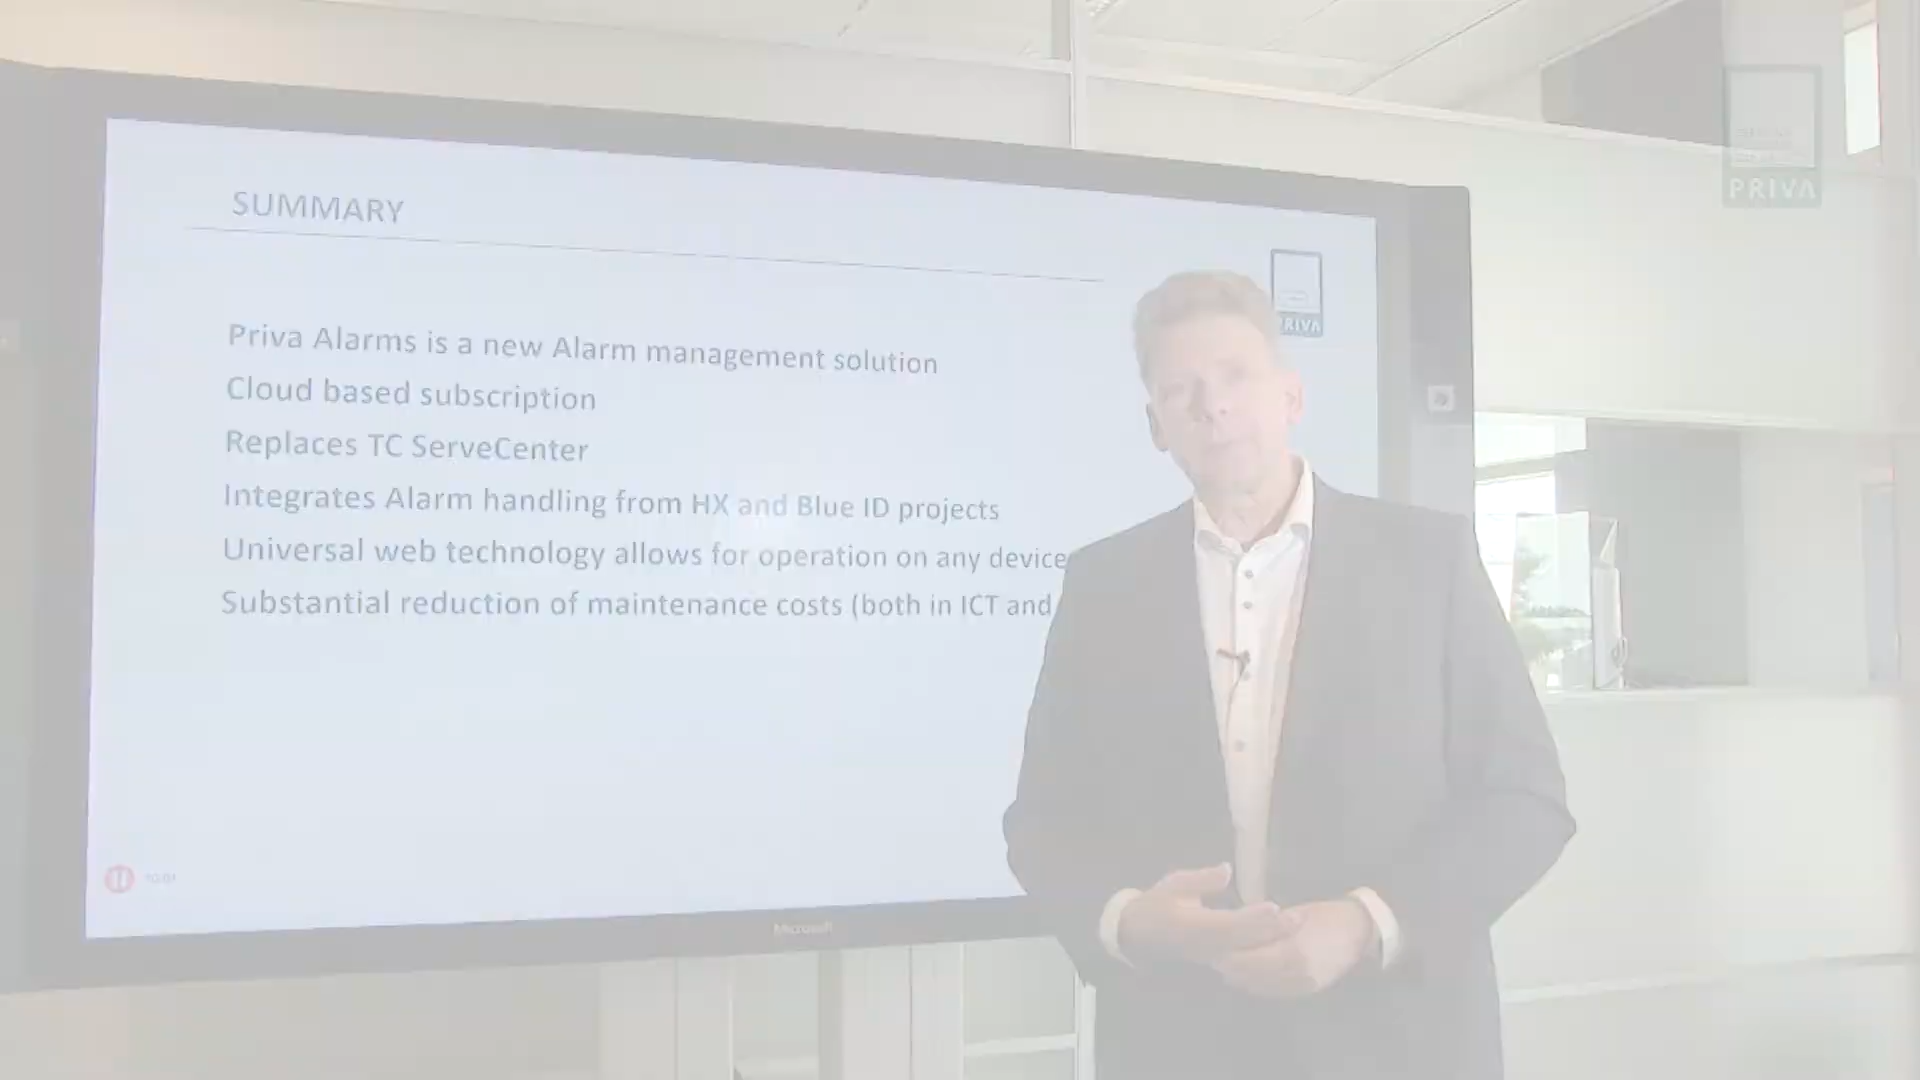 SUMMARY
PRIVA
RIVA
Priva Alarms is a new Alarm management solution
Cloud based subscription
Replaces TC ServeCenter
Integrates Alarm handling from HX and Blue ID projects
Universal web technology allows for operation on any device
Substantial reduction of maintenance costs (both in ICT and
Microsoft